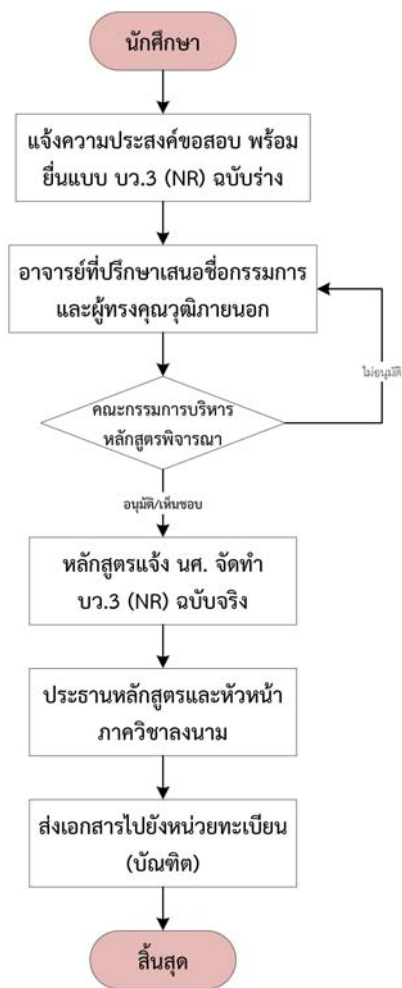 นักศึกษา
แจ้งความประสงค์ขอสอบ พร้อม
ยื่นแบบ บว.3 (NR) ฉบับร่าง
อาจารย์ที่ปรึกษาเสนอชื่อกรรมการ
และผู้ทรงคุณวุฒิภายนอก
ไม่อนุมัติ
คณะกรรมการบริหาร
หลักสูตรพิจารณา
อนุมัติ/เห็นชอบ
หลักสูตรแจ้ง นศ. จัดทำ
บว.3 (NR) ฉบับจริง
ประธานหลักสูตรและหัวหน้า
ภาควิชาลงนาม
ส่งเอกสารไปยังหน่วยทะเบียน
(บัณฑิต)
สิ้นสุด